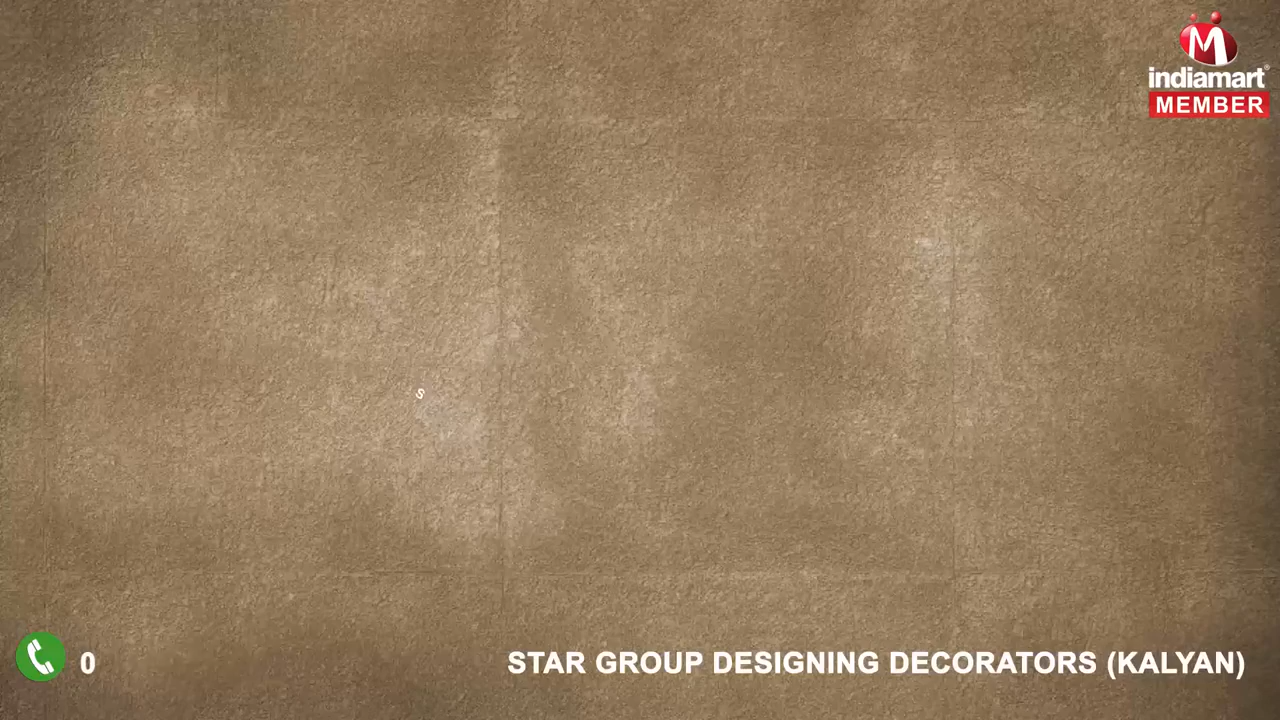 indiamart
MEMBER
S
0
STAR GROUP DESIGNING DECORATORS (KALYAN)